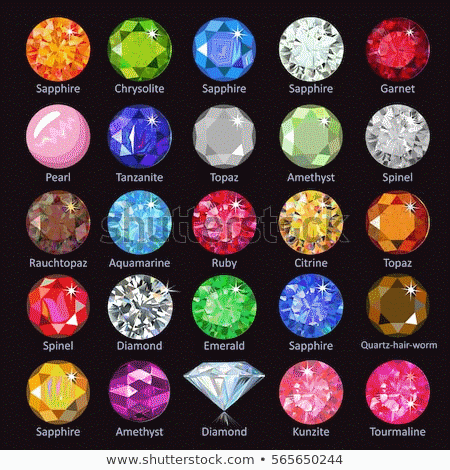 Sapphire Chrysolite Sapphire Sapphire Garnet
Pearl Tanzanite Topaz Amethyst Spinel
Rauchtopaz Aquamarine Ruby Citrine Topaz
shutterstock
Spinel Diamond Emerald Sapphire Quartz-hair-worm
Sapphire Amethyst Diamond Kunzite Tourmaline
shutterstock.com • 565650244